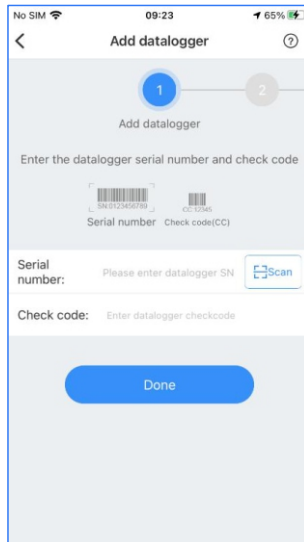 No SIM 09:23 65%
Add datalogger ?
1 2
Add datalogger
Enter the datalogger serial number and check code
SN:0123456789 CC:12345
Serial number Check code(CC)
Serial
number: Please enter datalogger SN Scan
Check code: Enter datalogger checkcode
Done